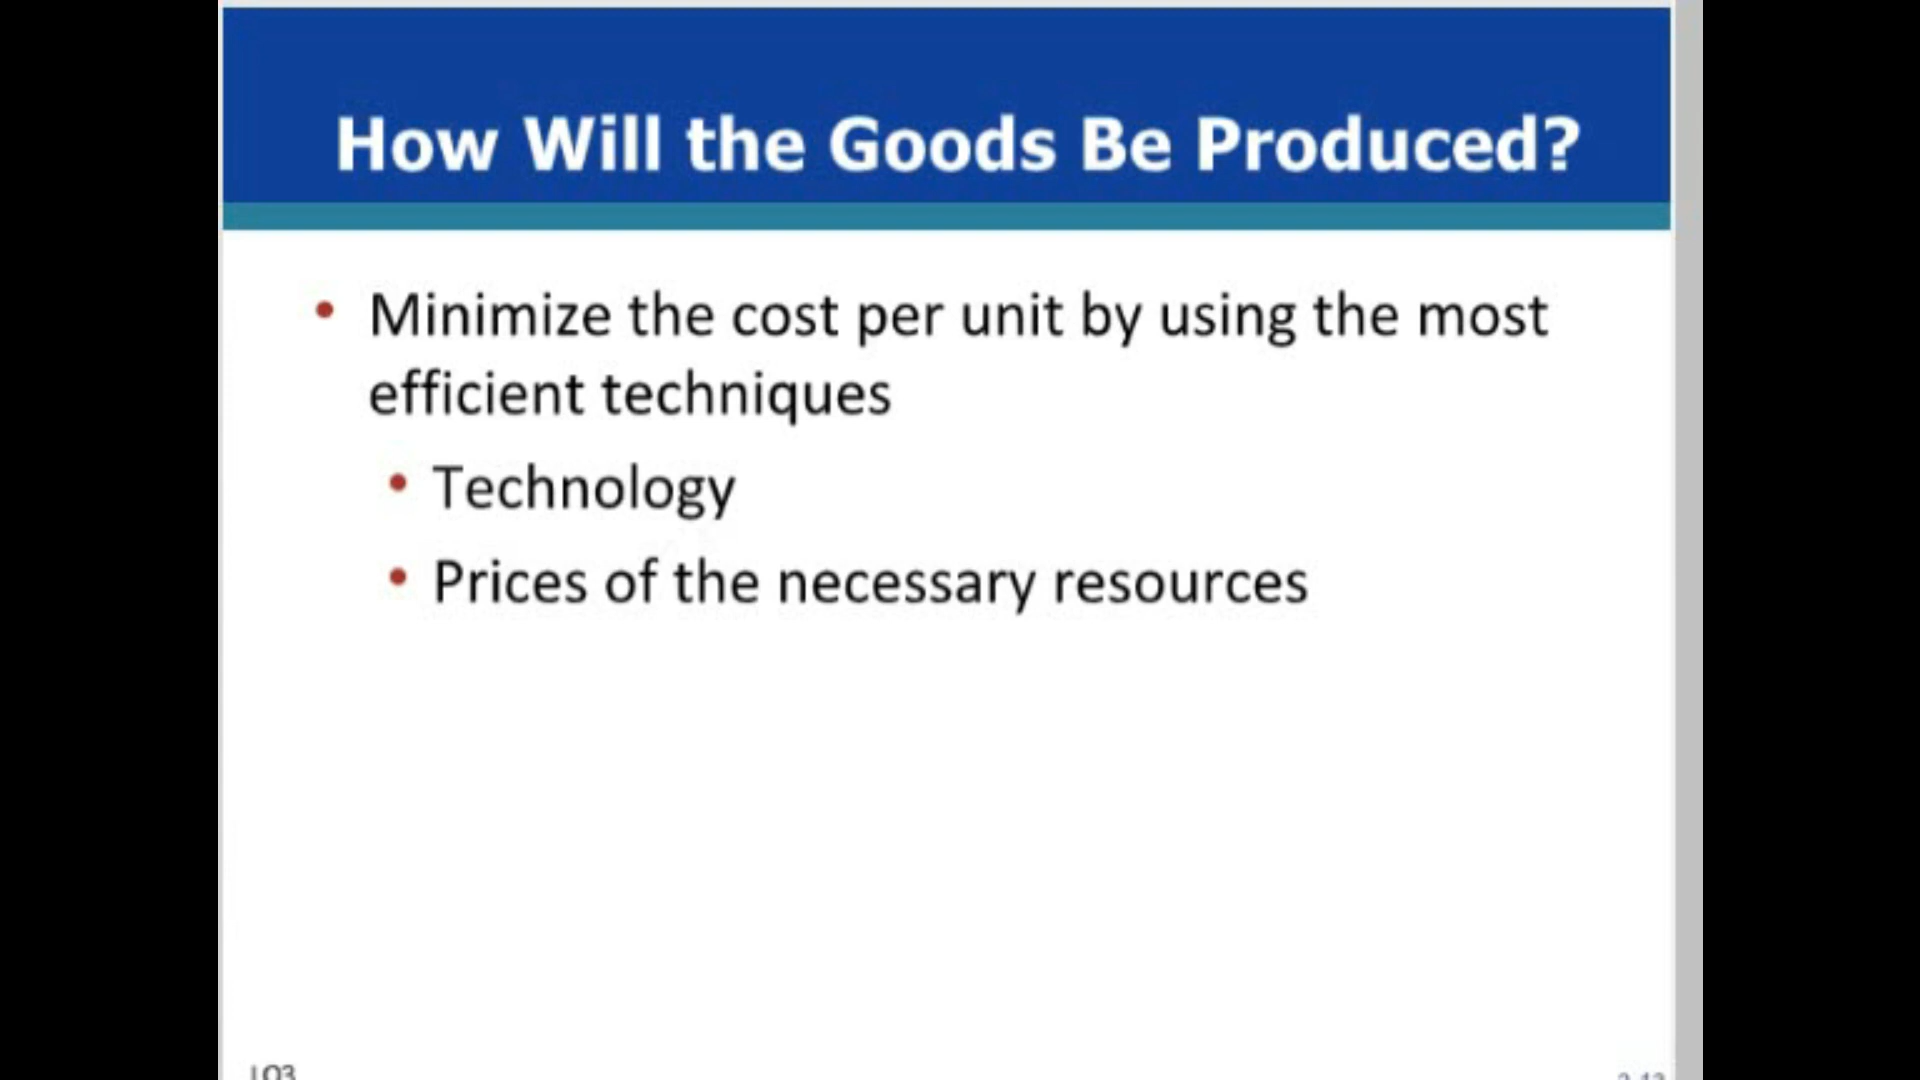 How Will the Goods Be Produced?
• Minimize the cost per unit by using the most
efficient techniques
• Technology
• Prices of the necessary resources
LO3